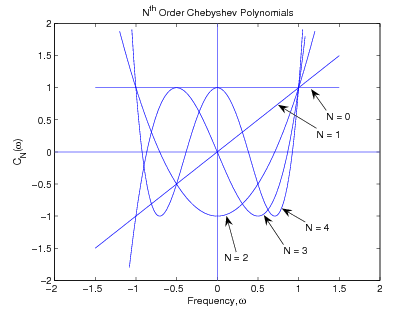 Nth Order Chebyshev Polynomials
2
1.5
1
0.5
0
−0.5
−1
−1.5
−2
C_N(ω)
N = 0
N = 1
N = 4
N = 3
N = 2
−2 −1.5 −1 −0.5 0 0.5 1 1.5 2
Frequency, ω